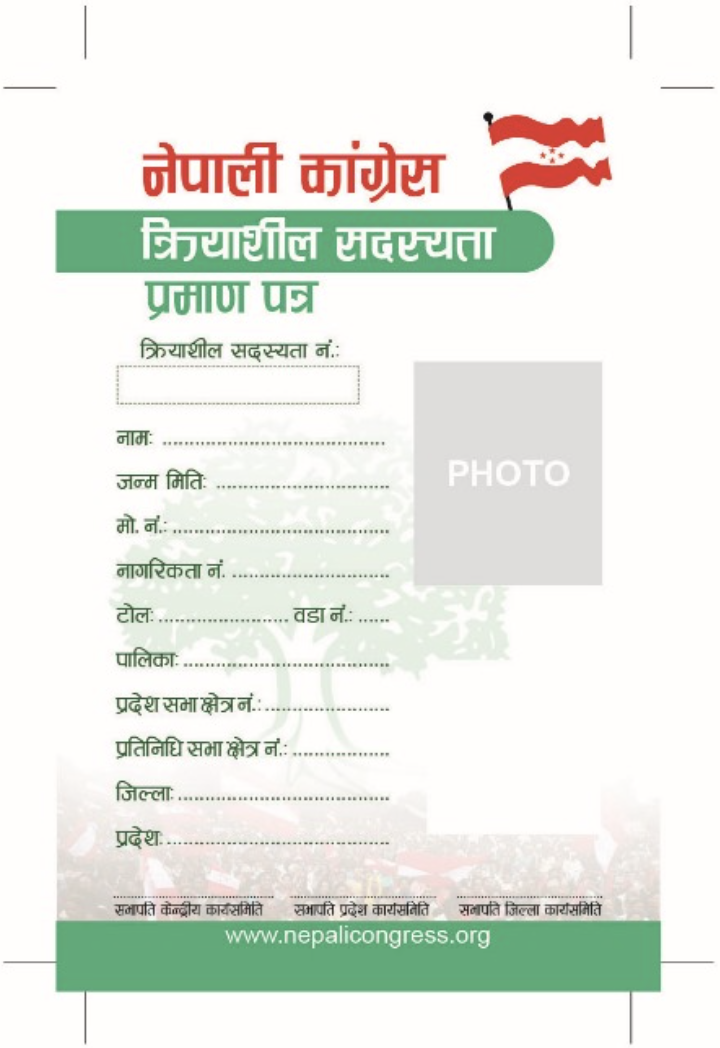 नेपाली कांग्रेस
क्रियाशील सदस्यता
प्रमाण पत्र
क्रियाशील सदस्यता नं.:
नामः ..........................................
PHOTO
जन्म मितिः ................................
मो. नं.: ........................................
नागरिकता नं. .............................
टोलः ........................ वडा नं.: ......
पालिकाः ......................................
प्रदेश सभा क्षेत्र नं.: .......................
प्रतिनिधि सभा क्षेत्र नं.: ..................
जिल्लाः .......................................
प्रदेशः .........................................
सभापति केन्द्रीय कार्यसमिति सभापति प्रदेश कार्यसमिति सभापति जिल्ला कार्यसमिति
www.nepalicongress.org